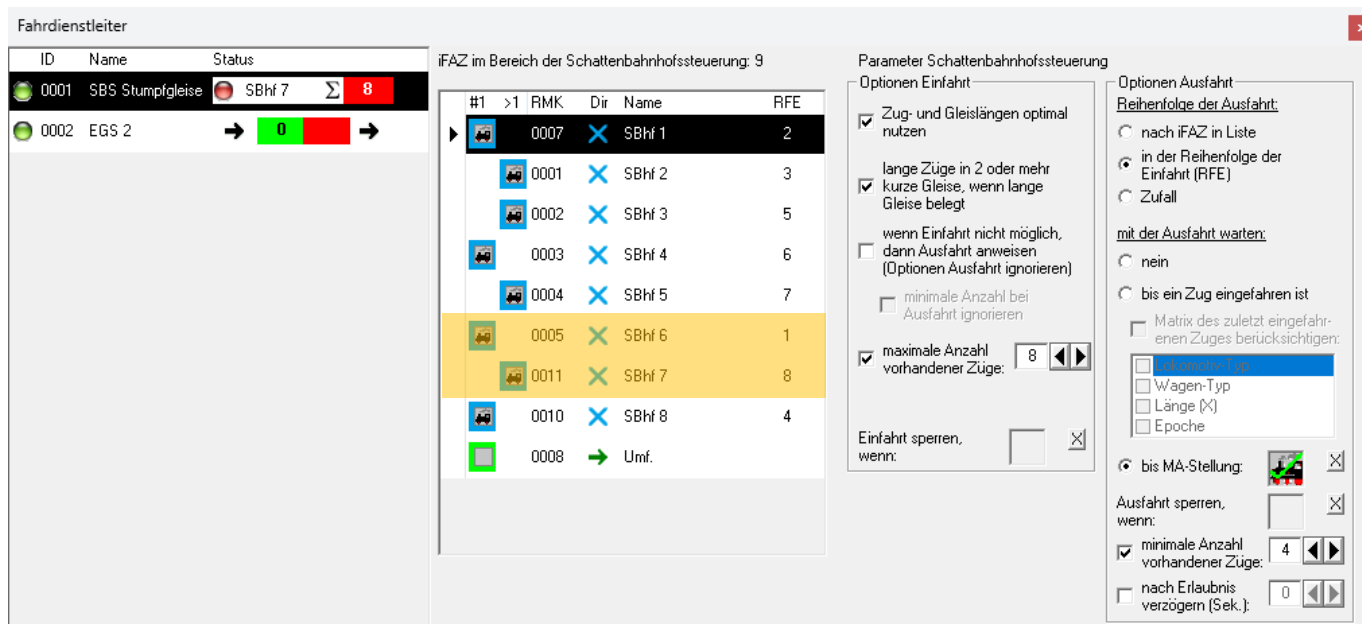 Fahrdienstleiter
x
ID Name Status
0001 SBS Stumpfgleise SBhf 7 Σ 8
0002 EGS 2 0
iFAZ im Bereich der Schattenbahnhofssteuerung: 9
#1 >1 RMK Dir Name RFE
0007 SBhf 1 2
0001 SBhf 2 3
0002 SBhf 3 5
0003 SBhf 4 6
0004 SBhf 5 7
0005 SBhf 6 1
0011 SBhf 7 8
0010 SBhf 8 4
0008 Umf.
Parameter Schattenbahnhofssteuerung
Optionen Einfahrt
Zug- und Gleislängen optimal
nutzen
lange Züge in 2 oder mehr
kurze Gleise, wenn lange
Gleise belegt
wenn Einfahrt nicht möglich,
dann Ausfahrt anweisen
(Optionen Ausfahrt ignorieren)
minimale Anzahl bei
Ausfahrt ignorieren
maximale Anzahl
vorhandener Züge: 8
Einfahrt sperren,
wenn: X
Optionen Ausfahrt
Reihenfolge der Ausfahrt:
nach iFAZ in Liste
in der Reihenfolge der
Einfahrt (RFE)
Zufall
mit der Ausfahrt warten:
nein
bis ein Zug eingefahren ist
Matrix des zuletzt eingefahr-
enen Zuges berücksichtigen:
Lokomotiv-Typ
Wagen-Typ
Länge (X)
Epoche
bis MA-Stellung: X
Ausfahrt sperren,
wenn: X
minimale Anzahl
vorhandener Züge: 4
nach Erlaubnis
verzögern (Sek.): 0